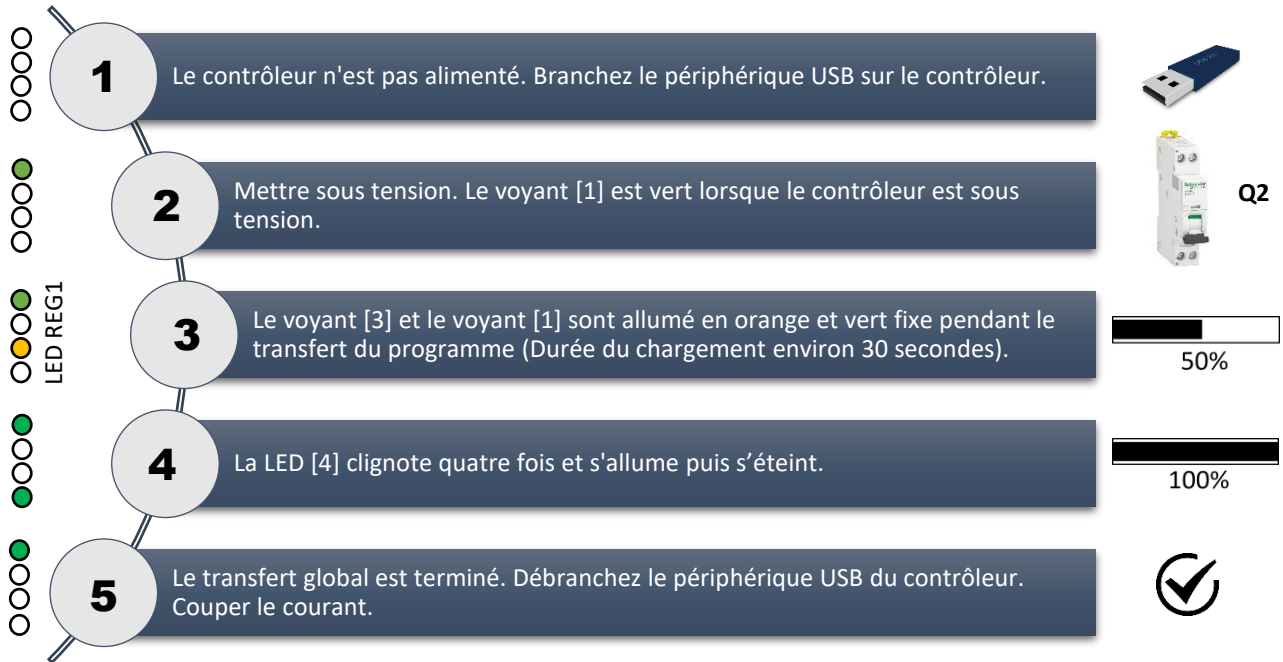 1
Le contrôleur n'est pas alimenté. Branchez le périphérique USB sur le contrôleur.
2
Mettre sous tension. Le voyant [1] est vert lorsque le contrôleur est sous
tension.
Q2
LED REG1
3
Le voyant [3] et le voyant [1] sont allumé en orange et vert fixe pendant le
transfert du programme (Durée du chargement environ 30 secondes).
50%
4
La LED [4] clignote quatre fois et s'allume puis s’éteint.
100%
5
Le transfert global est terminé. Débranchez le périphérique USB du contrôleur.
Couper le courant.